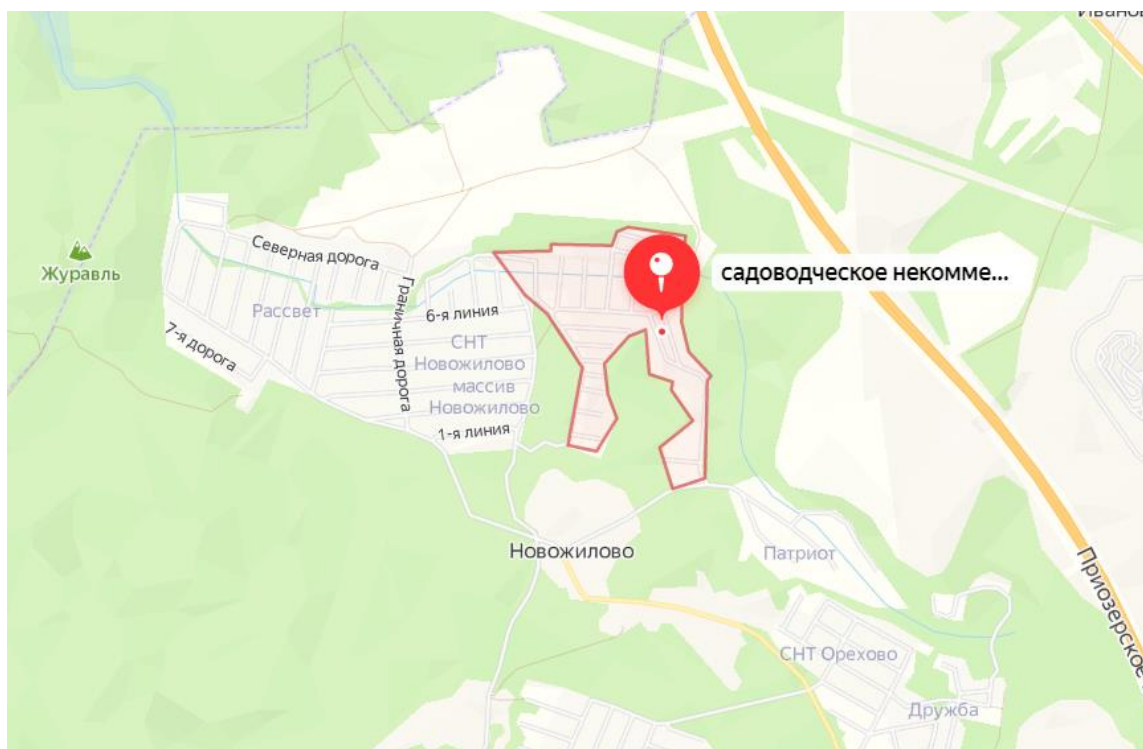 Иванов
Журавль
Северная дорога
Граничная дорога
садоводческое некомме...
Рассвет
6-я линия
7-я дорога
СНТ
Новожилово
массив
Новожилово
1-я линия
Новожилово
Патриот
Приозерское
СНТ Орехово
Дружба